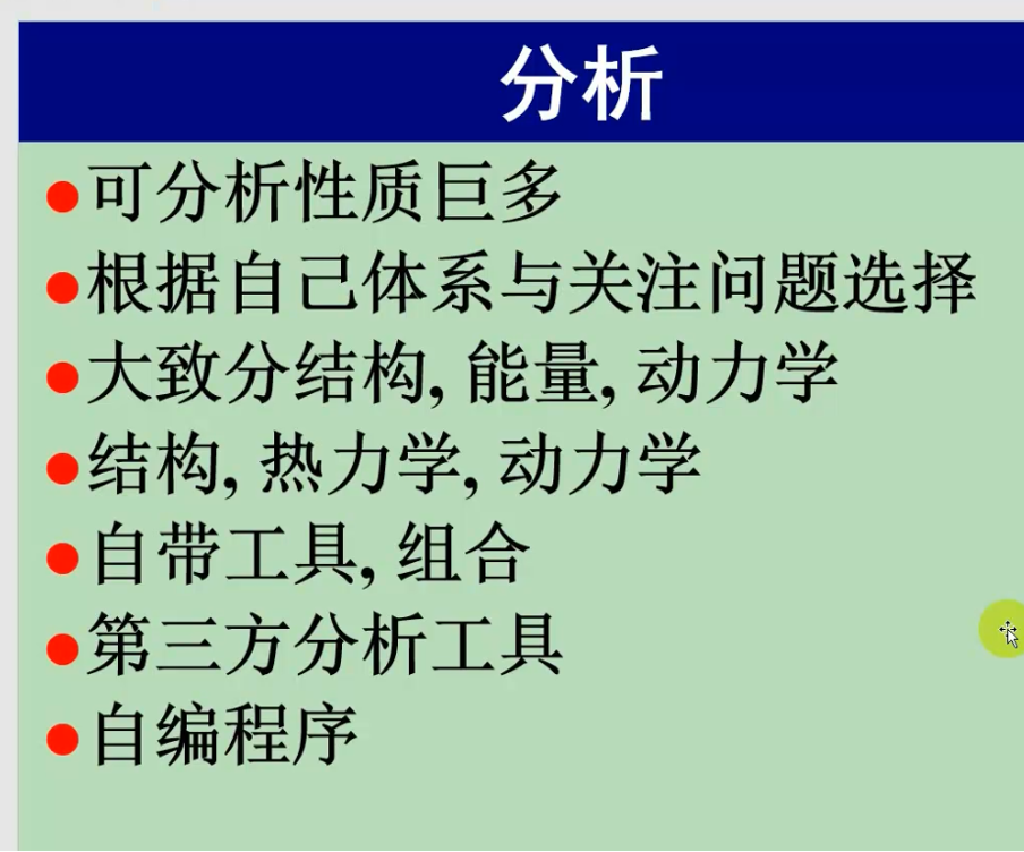 分析
●可分析性质巨多
●根据自己体系与关注问题选择
●大致分结构, 能量, 动力学
●结构, 热力学, 动力学
●自带工具, 组合
●第三方分析工具
●自编程序